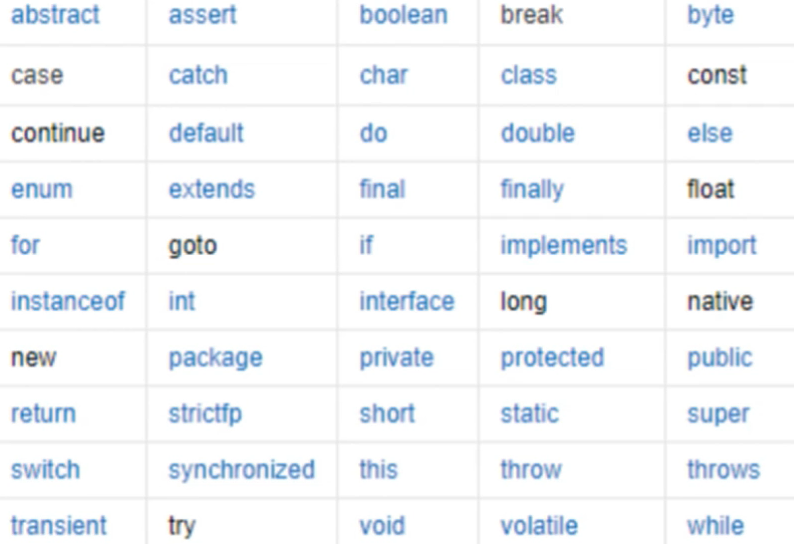 abstract assert boolean break byte
case catch char class const
continue default do double else
enum extends final finally float
for goto if implements import
instanceof int interface long native
new package private protected public
return strictfp short static super
switch synchronized this throw throws
transient try void volatile while